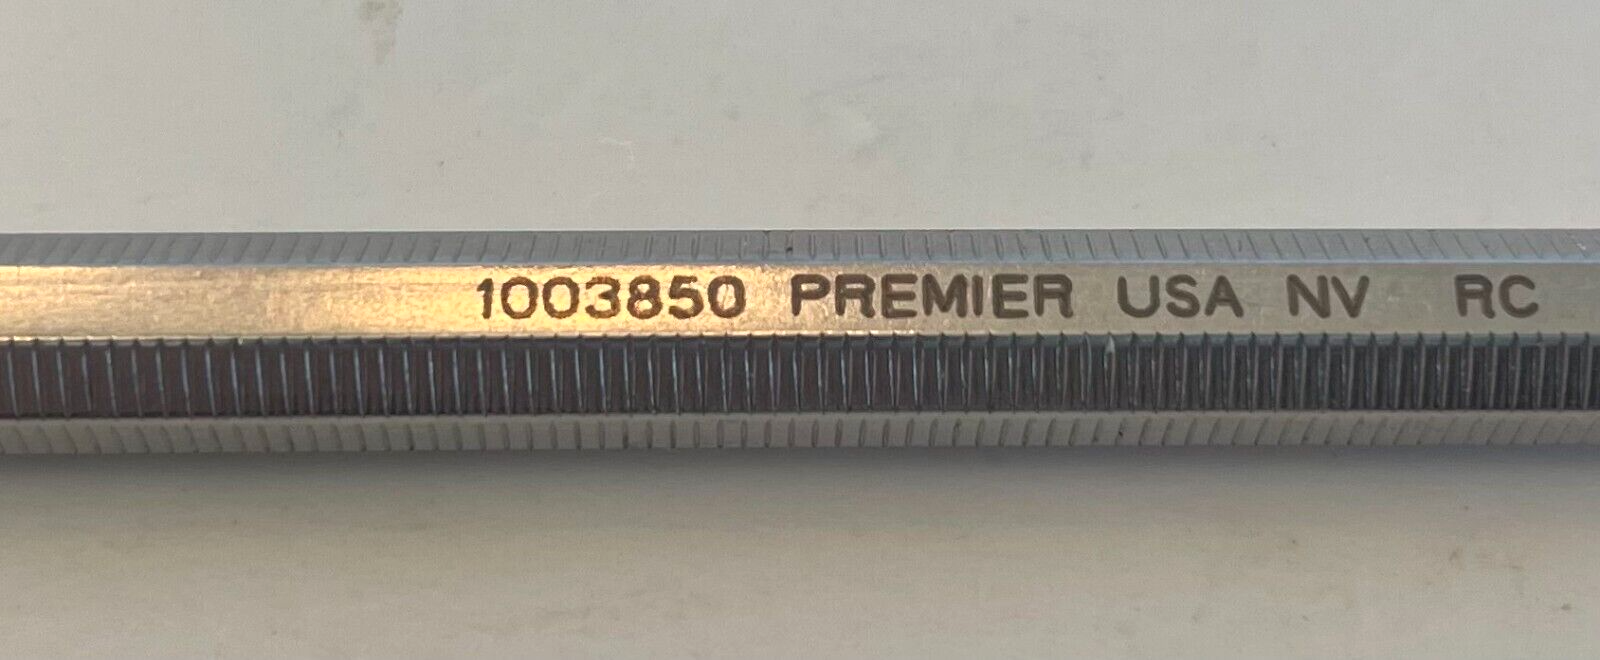 1003850 PREMIER USA NV RC